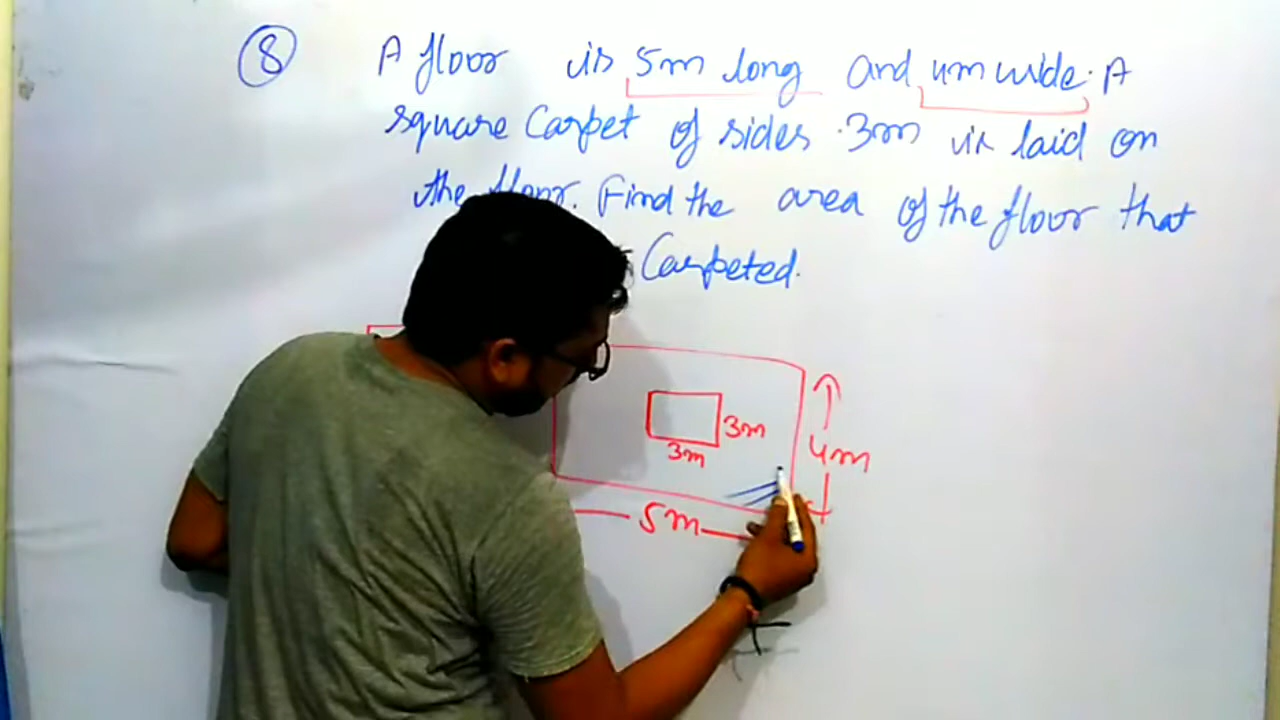 8 A floor is 5m long and 4m wide. A
square Carpet of sides 3m is laid on
the floor. Find the area of the floor that
Carpeted.
3m
3m
4m
5m